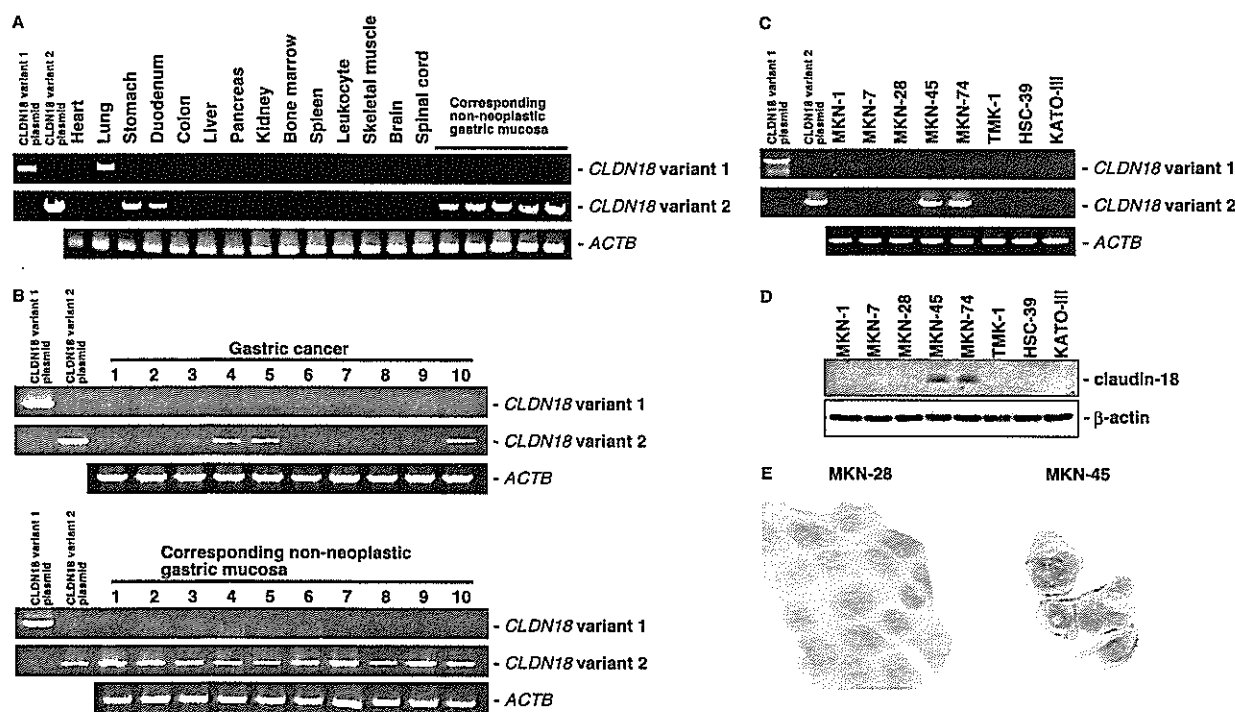 A
CLDN18 variant 1
plasmid
CLDN18 variant 2
plasmid
Heart
Lung
Stomach
Duodenum
Colon
Liver
Pancreas
Kidney
Bone marrow
Spleen
Leukocyte
Skeletal muscle
Brain
Spinal cord
Corresponding
non-neoplastic
gastric mucosa
- CLDN18 variant 1
- CLDN18 variant 2
- ACTB
B
CLDN18 variant 1
plasmid
CLDN18 variant 2
plasmid
Gastric cancer
1 2 3 4 5 6 7 8 9 10
- CLDN18 variant 1
- CLDN18 variant 2
- ACTB
CLDN18 variant 1
plasmid
CLDN18 variant 2
plasmid
Corresponding non-neoplastic
gastric mucosa
1 2 3 4 5 6 7 8 9 10
- CLDN18 variant 1
- CLDN18 variant 2
- ACTB
C
CLDN18 variant 1
plasmid
CLDN18 variant 2
plasmid
MKN-1
MKN-7
MKN-28
MKN-45
MKN-74
TMK-1
HSC-39
KATO-III
- CLDN18 variant 1
- CLDN18 variant 2
- ACTB
D
MKN-1
MKN-7
MKN-28
MKN-45
MKN-74
TMK-1
HSC-39
KATO-III
- claudin-18
- β-actin
E
MKN-28
MKN-45